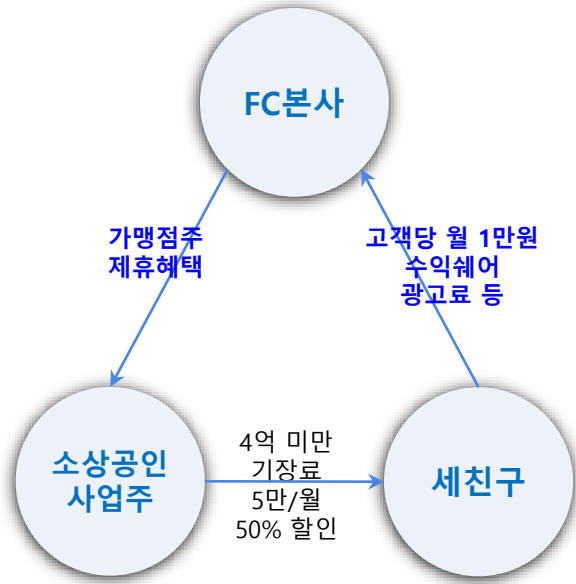 FC본사
가맹점주
제휴혜택
고객당 월 1만원
수익쉐어
광고료 등
소상공인
사업주
4억 미만
기장료
5만/월
50% 할인
세친구